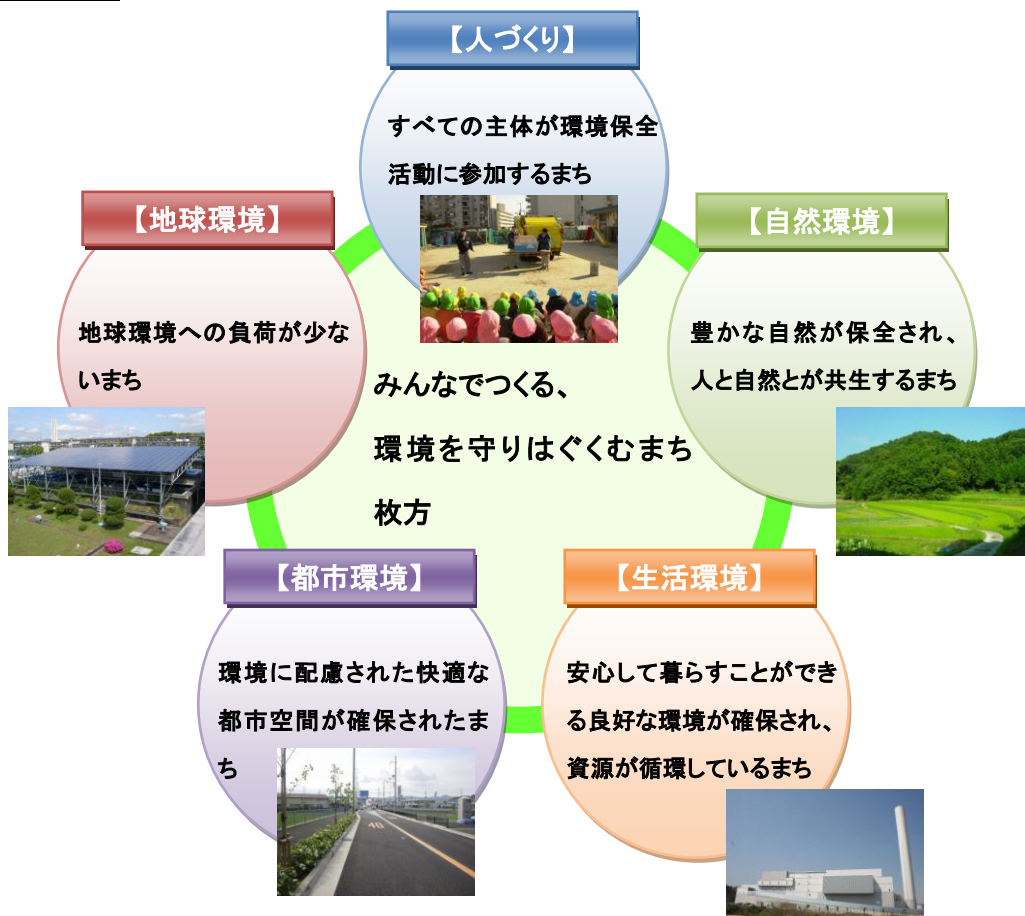 【人づくり】
すべての主体が環境保全
活動に参加するまち
【地球環境】
地球環境への負荷が少な
いまち
【自然環境】
豊かな自然が保全され、
人と自然とが共生するまち
みんなでつくる、
環境を守りはぐくむまち
枚方
【都市環境】
環境に配慮された快適な
都市空間が確保されたま
ち
40
【生活環境】
安心して暮らすことができ
る良好な環境が確保され、
資源が循環しているまち